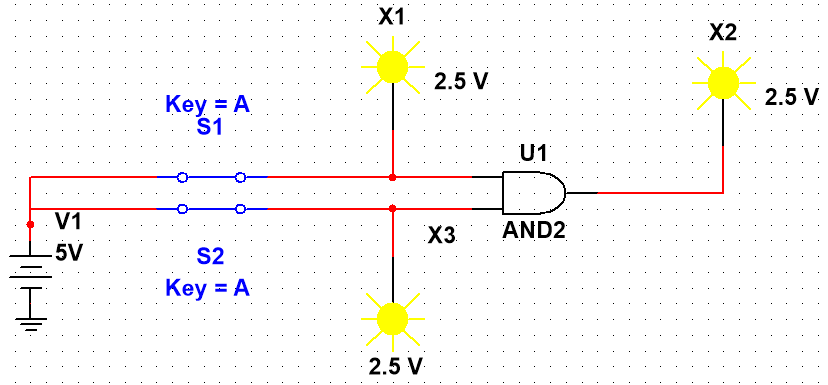 X1
2.5 V
X2
2.5 V
Key = A
S1
U1
AND2
V1
5V
S2
Key = A
X3
2.5 V